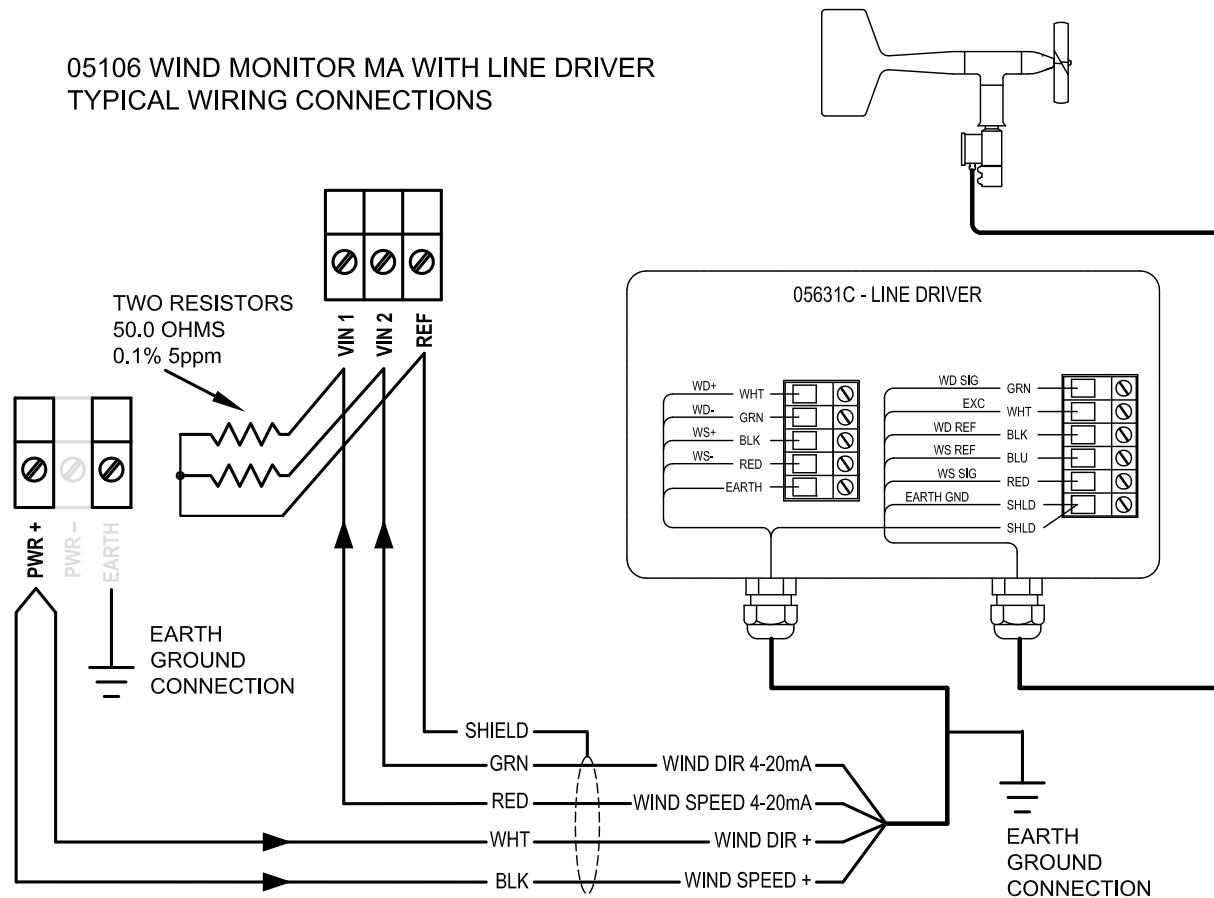 05106 WIND MONITOR MA WITH LINE DRIVER
TYPICAL WIRING CONNECTIONS
TWO RESISTORS
50.0 OHMS
0.1% 5ppm
VIN 1
VIN 2
REF
PWR +
PWR −
EARTH
EARTH
GROUND
CONNECTION
05631C - LINE DRIVER
WD+ WHT
WD- GRN
WS+ BLK
WS- RED
EARTH
WD SIG GRN
EXC WHT
WD REF BLK
WS REF BLU
WS SIG RED
EARTH GND SHLD
SHLD
SHIELD
GRN WIND DIR 4-20mA
RED WIND SPEED 4-20mA
WHT WIND DIR +
BLK WIND SPEED +
EARTH
GROUND
CONNECTION